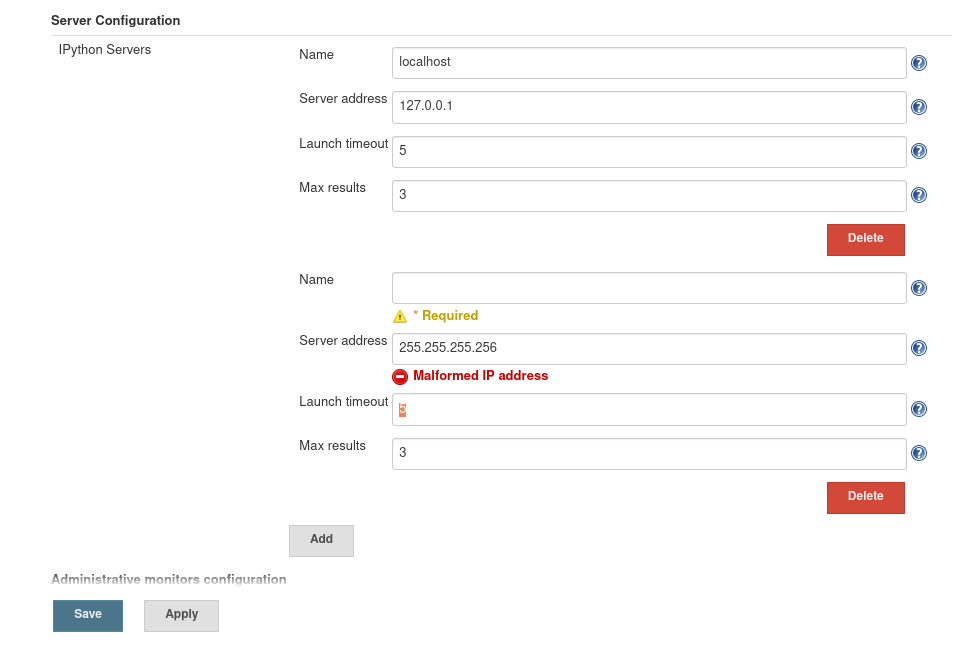 Server Configuration
IPython Servers
Name
localhost
Server address
127.0.0.1
Launch timeout
5
Max results
3
Delete
Name
* Required
Server address
255.255.255.256
Malformed IP address
Launch timeout
5
Max results
3
Delete
Add
Administrative monitors configuration
Save
Apply